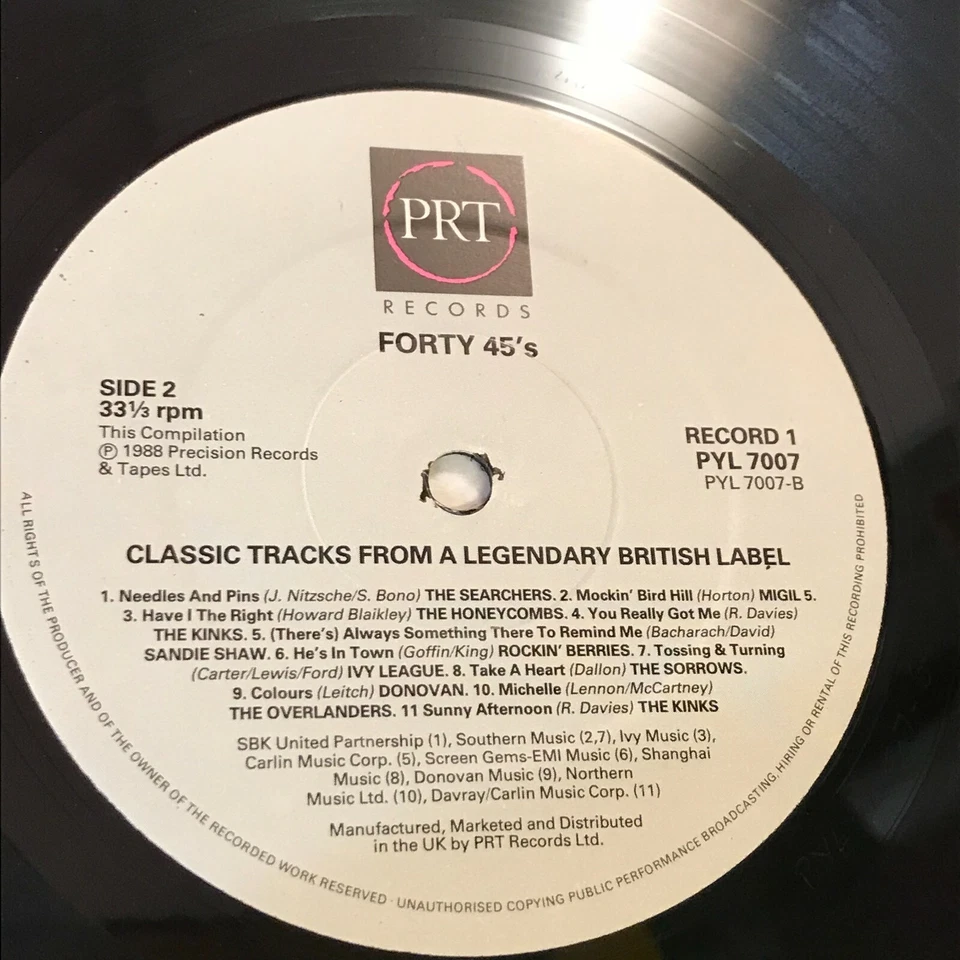 PRT
RECORDS
FORTY 45's
SIDE 2
33⅓ rpm
This Compilation
Ⓟ 1988 Precision Records
& Tapes Ltd.
RECORD 1
PYL 7007
PYL 7007-B
CLASSIC TRACKS FROM A LEGENDARY BRITISH LABEL
1. Needles And Pins (J. Nitzsche/S. Bono) THE SEARCHERS. 2. Mockin' Bird Hill (Horton) MIGIL 5.
3. Have I The Right (Howard Blaikley) THE HONEYCOMBS. 4. You Really Got Me (R. Davies)
THE KINKS. 5. (There's) Always Something There To Remind Me (Bacharach/David)
SANDIE SHAW. 6. He's In Town (Goffin/King) ROCKIN' BERRIES. 7. Tossing & Turning
(Carter/Lewis/Ford) IVY LEAGUE. 8. Take A Heart (Dallon) THE SORROWS.
9. Colours (Leitch) DONOVAN. 10. Michelle (Lennon/McCartney)
THE OVERLANDERS. 11 Sunny Afternoon (R. Davies) THE KINKS
SBK United Partnership (1), Southern Music (2,7), Ivy Music (3),
Carlin Music Corp. (5), Screen Gems-EMI Music (6), Shanghai
Music (8), Donovan Music (9), Northern
Music Ltd. (10), Davray/Carlin Music Corp. (11)
Manufactured, Marketed and Distributed
in the UK by PRT Records Ltd.
ALL RIGHTS OF THE PRODUCER AND OF THE OWNER OF THE RECORDED WORK RESERVED · UNAUTHORISED COPYING PUBLIC PERFORMANCE BROADCASTING, HIRING OR RENTAL OF THIS RECORDING PROHIBITED